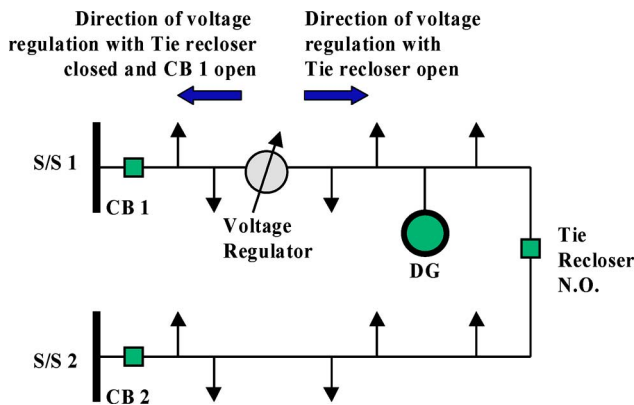 Direction of voltage
regulation with Tie recloser
closed and CB 1 open
Direction of voltage
regulation with
Tie recloser open
S/S 1
CB 1
Voltage
Regulator
DG
Tie
Recloser
N.O.
S/S 2
CB 2